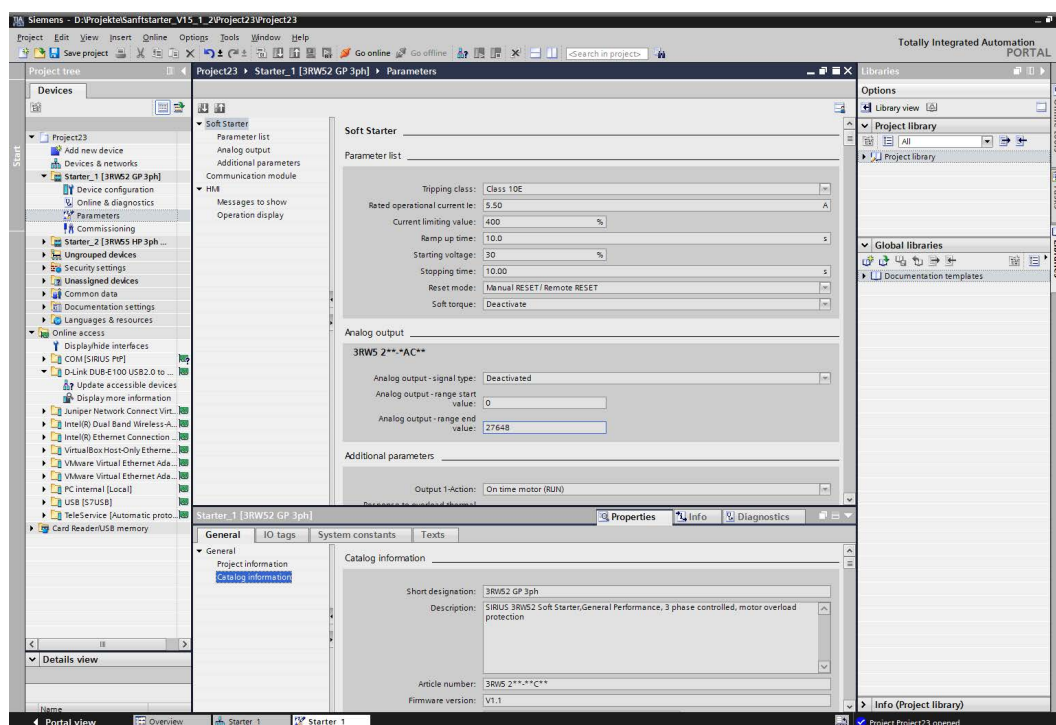 Siemens - D:\Projekte\Sanftstarter_V15_1_2\Project23\Project23
Project Edit View Insert Online Options Tools Window Help
Totally Integrated Automation
PORTAL
Save project
Go online
Go offline
<Search in project>
Project tree
Project23 ▸ Starter_1 [3RW52 GP 3ph] ▸ Parameters
Libraries
Devices
Options
Library view
Start
Project23
Add new device
Devices & networks
Starter_1 [3RW52 GP 3ph]
Device configuration
Online & diagnostics
Parameters
Commissioning
Starter_2 [3RW55 HP 3ph ...
Ungrouped devices
Security settings
Unassigned devices
Common data
Documentation settings
Languages & resources
Online access
Display/hide interfaces
COM [SIRIUS PtP]
D-Link DUB-E100 USB2.0 to ...
Update accessible devices
Display more information
Juniper Network Connect Virt...
Intel(R) Dual Band Wireless-A...
Intel(R) Ethernet Connection ...
VirtualBox Host-Only Etherne...
VMware Virtual Ethernet Ada...
VMware Virtual Ethernet Ada...
PC internal [Local]
USB [S7USB]
TeleService [Automatic proto...
Card Reader/USB memory
Details view
Name
Soft Starter
Parameter list
Analog output
Additional parameters
Communication module
HMI
Messages to show
Operation display
Soft Starter
Parameter list
Tripping class: Class 10E
Rated operational current Ie: 5.50 A
Current limiting value: 400 %
Ramp up time: 10.0 s
Starting voltage: 30 %
Stopping time: 10.00 s
Reset mode: Manual RESET/ Remote RESET
Soft torque: Deactivate
Analog output
3RW5 2**-*AC**
Analog output - signal type: Deactivated
Analog output - range start
value: 0
Analog output - range end
value: 27648
Additional parameters
Output 1-Action: On time motor (RUN)
Response to overload thermal
Starter_1 [3RW52 GP 3ph]
Properties
Info
Diagnostics
General IO tags System constants Texts
General
Project information
Catalog information
Catalog information
Short designation: 3RW52 GP 3ph
Description: SIRIUS 3RW52 Soft Starter,General Performance, 3 phase controlled, motor overload
protection
Article number: 3RW5 2**-**C**
Firmware version: V1.1
Project library
All
Project library
Global libraries
Documentation templates
Info (Project library)
Portal view
Overview
Starter_1
Starter_1
Project Project23 opened.